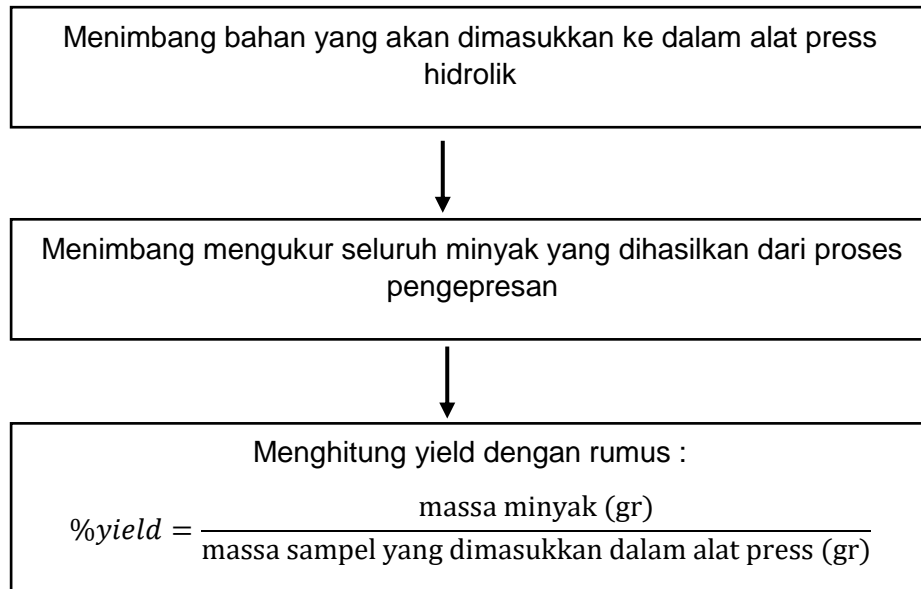 Menimbang bahan yang akan dimasukkan ke dalam alat press
hidrolik
Menimbang mengukur seluruh minyak yang dihasilkan dari proses
pengepresan
Menghitung yield dengan rumus :
%yield = massa minyak (gr) / massa sampel yang dimasukkan dalam alat press (gr)